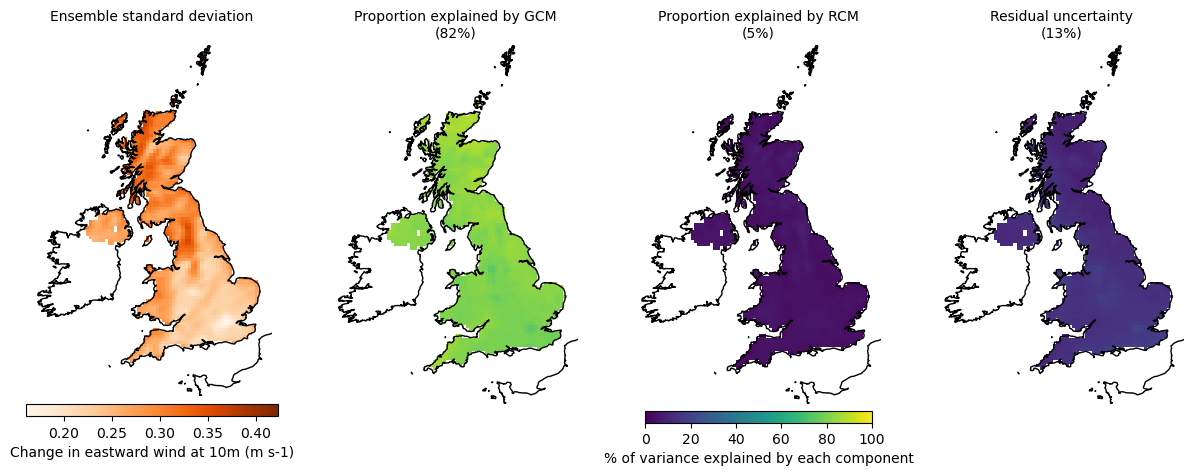 Ensemble standard deviation
Proportion explained by GCM
(82%)
Proportion explained by RCM
(5%)
Residual uncertainty
(13%)
0.20 0.25 0.30 0.35 0.40
Change in eastward wind at 10m (m s-1)
0 20 40 60 80 100
% of variance explained by each component